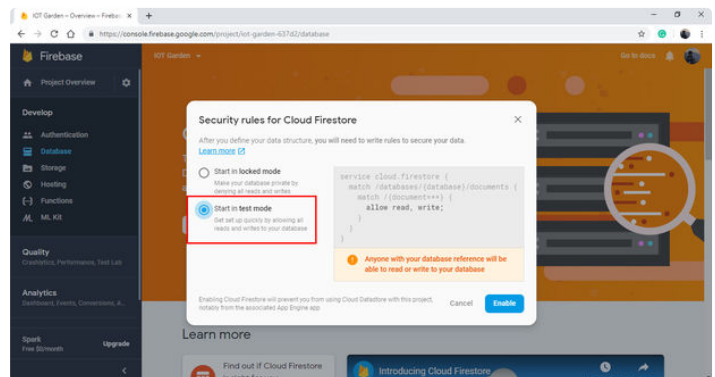 IOT Garden – Overview – Fireba
https://console.firebase.google.com/project/iot-garden-637d2/database
Firebase
IOT Garden
Go to docs
Project Overview
Develop
Authentication
Database
Storage
Hosting
Functions
ML Kit
Quality
Crashlytics, Performance, Test Lab
Analytics
Dashboard, Events, Conversions, A..
Spark
Free $0/month
Upgrade
Security rules for Cloud Firestore
After you define your data structure, you will need to write rules to secure your data.
Learn more
Start in locked mode
Make your database private by
denying all reads and writes
Start in test mode
Get set up quickly by allowing all
reads and writes to your database
service cloud.firestore {
match /databases/{database}/documents {
match /{document=**} {
allow read, write;
}
}
}
Anyone with your database reference will be
able to read or write to your database
Enabling Cloud Firestore will prevent you from using Cloud Datastore with this project,
notably from the associated App Engine app
Cancel
Enable
Learn more
Find out if Cloud Firestore
Introducing Cloud Firestore